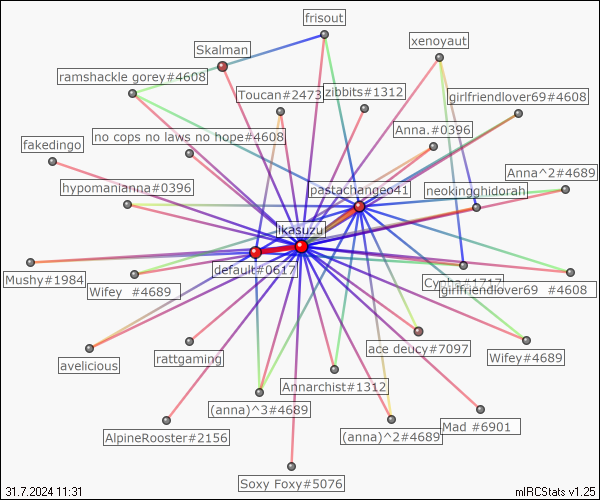 frisout
Skalman
xenoyaut
ramshackle gorey#4608
Toucan#2473
zibbits#1312
girlfriendlover69#4608
no cops no laws no hope#4608
Anna.#0396
fakedingo
Anna^2#4689
hypomanianna#0396
pastachangeo41
neokingghidorah
Ikasuzu
default#0617
Mushy#1984
Wifey #4689
girlfriendlover69 #4608
avelicious
rattgaming
ace deucy#7097
Wifey#4689
Annarchist#1312
(anna)^3#4689
AlpineRooster#2156
(anna)^2#4689
Mad #6901
Soxy Foxy#5076
31.7.2024 11:31
mIRCStats v1.25